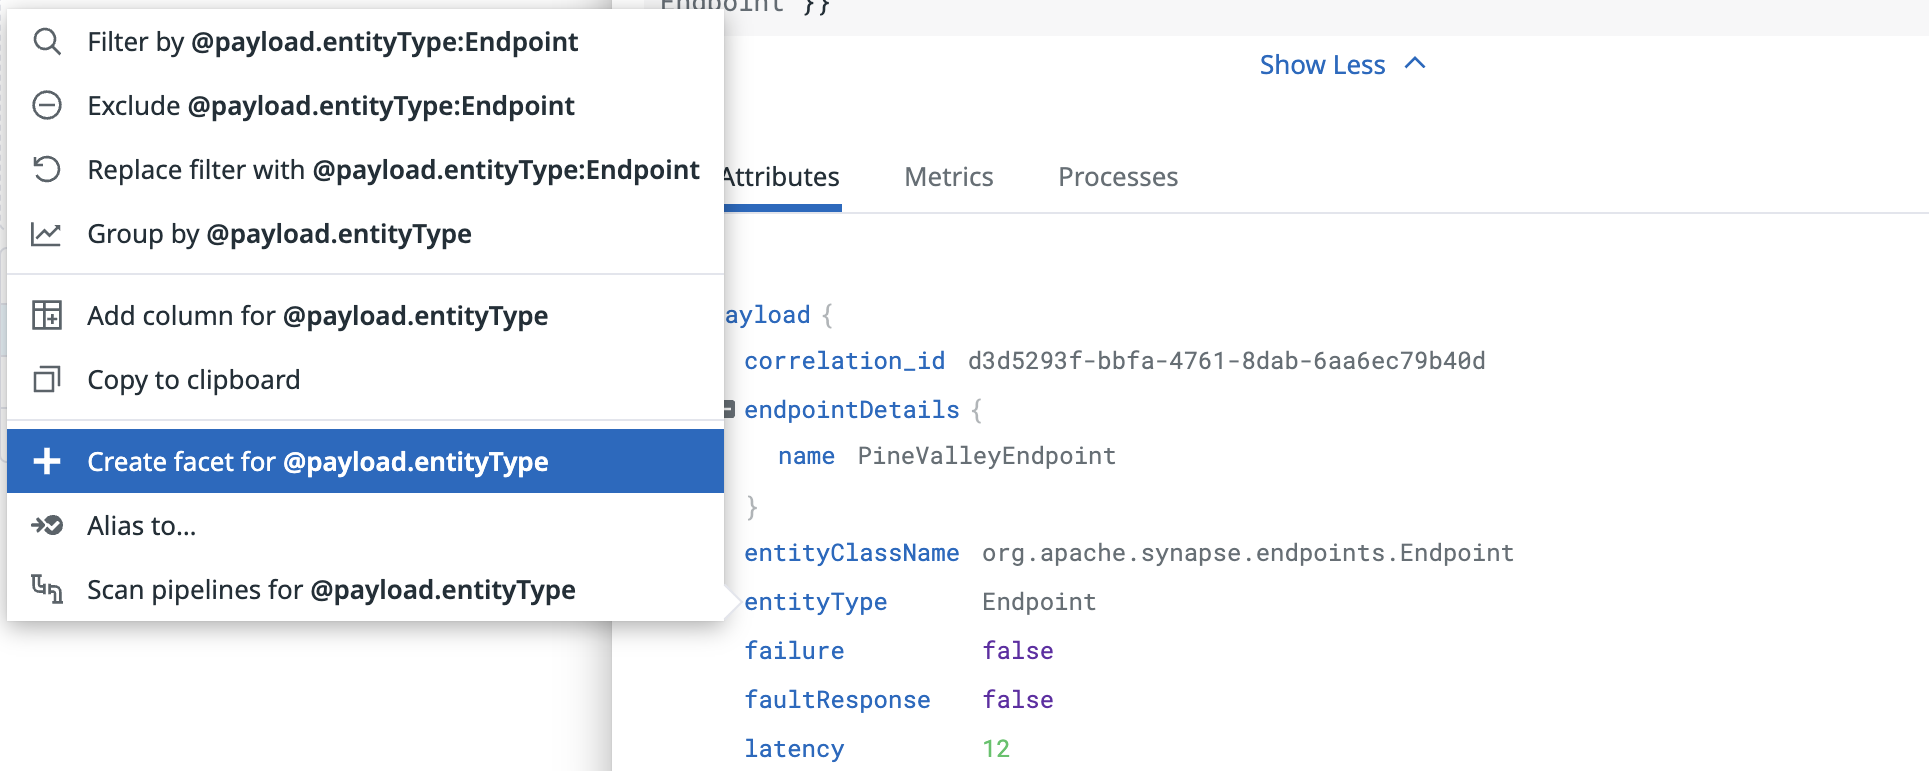 Filter by @payload.entityType:Endpoint
Exclude @payload.entityType:Endpoint
Replace filter with @payload.entityType:Endpoint
Group by @payload.entityType
Add column for @payload.entityType
Copy to clipboard
Create facet for @payload.entityType
Alias to...
Scan pipelines for @payload.entityType
Endpoint }}
Show Less
Attributes Metrics Processes
ayload {
correlation_id d3d5293f-bbfa-4761-8dab-6aa6ec79b40d
endpointDetails {
name PineValleyEndpoint
}
entityClassName org.apache.synapse.endpoints.Endpoint
entityType Endpoint
failure false
faultResponse false
latency 12